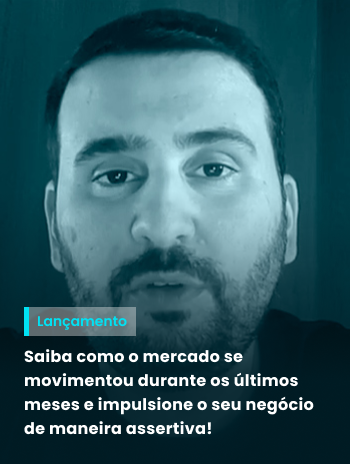 Lançamento
Saiba como o mercado se
movimentou durante os últimos
meses e impulsione o seu negócio
de maneira assertiva!